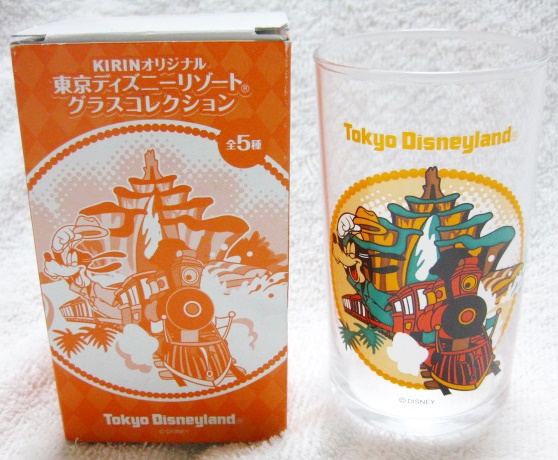 KIRINオリジナル
東京ディズニーリゾート®
グラスコレクション
全5種
Tokyo Disneyland®
©DISNEY
Tokyo Disneyland®
©DISNEY